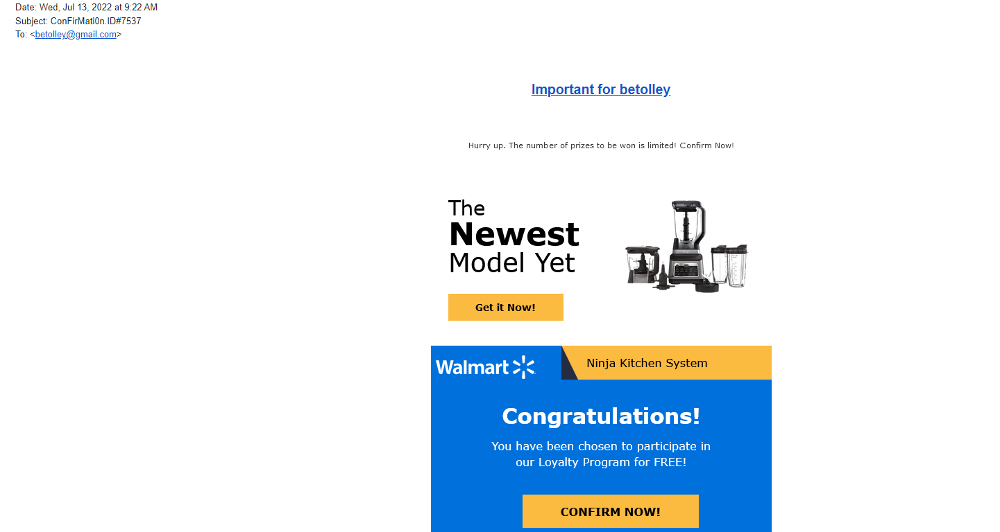 Date: Wed, Jul 13, 2022 at 9:22 AM
Subject: ConFirMati0n.ID#7537
To: <betolley@gmail.com>
Important for betolley
Hurry up. The number of prizes to be won is limited! Confirm Now!
The
Newest
Model Yet
Get it Now!
Walmart
Ninja Kitchen System
Congratulations!
You have been chosen to participate in
our Loyalty Program for FREE!
CONFIRM NOW!